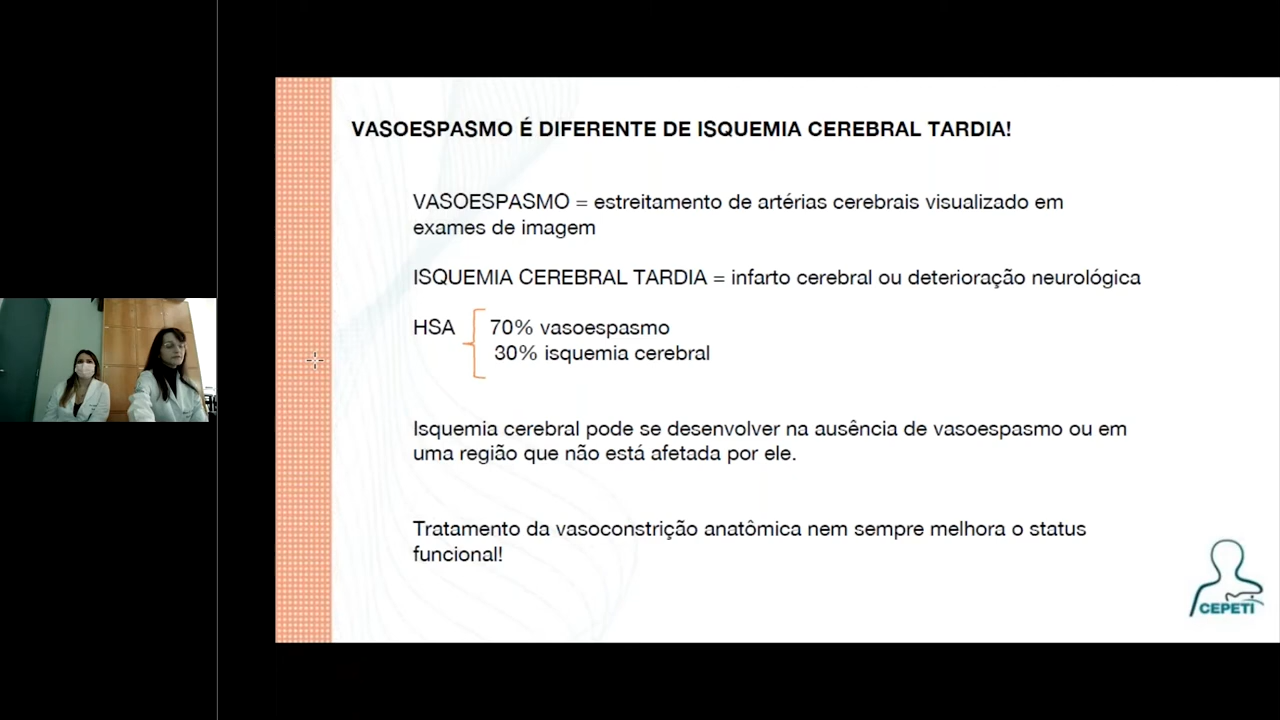 VASOESPASMO É DIFERENTE DE ISQUEMIA CEREBRAL TARDIA!
VASOESPASMO = estreitamento de artérias cerebrais visualizado em
exames de imagem
ISQUEMIA CEREBRAL TARDIA = infarto cerebral ou deterioração neurológica
HSA
70% vasoespasmo
30% isquemia cerebral
Isquemia cerebral pode se desenvolver na ausência de vasoespasmo ou em
uma região que não está afetada por ele.
Tratamento da vasoconstrição anatômica nem sempre melhora o status
funcional!
CEPETI